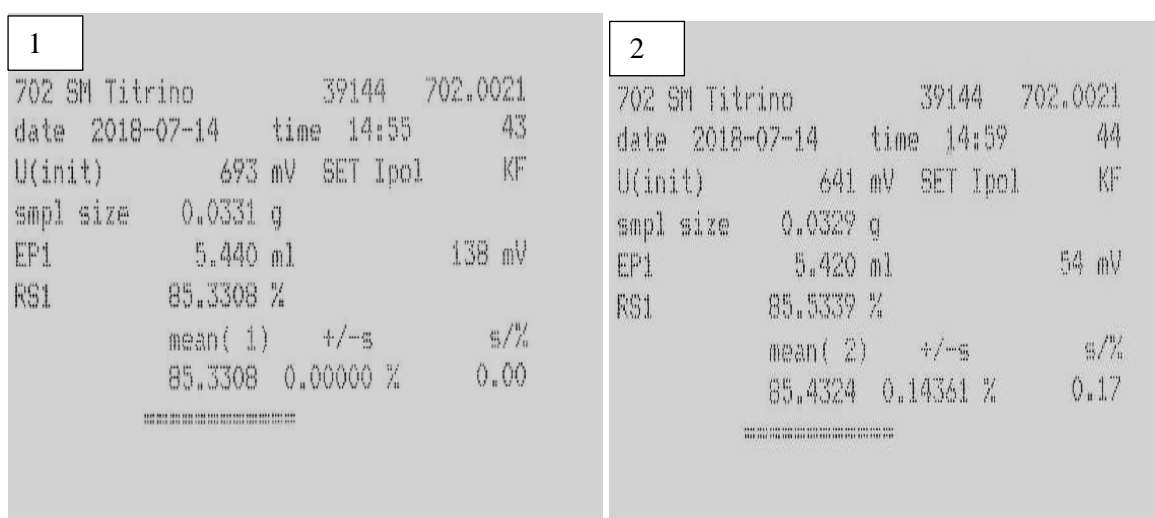 1
702 SM Titrino 39144 702.0021
date 2018-07-14 time 14:55 43
U(init) 693 mV SET Ipol KF
smpl size 0.0331 g
EP1 5.440 ml 138 mV
RS1 85.3308 %
mean( 1) +/-s s/%
85.3308 0.00000 % 0.00
==============
2
702 SM Titrino 39144 702.0021
date 2018-07-14 time 14:59 44
U(init) 641 mV SET Ipol KF
smpl size 0.0329 g
EP1 5.420 ml 54 mV
RS1 85.5339 %
mean( 2) +/-s s/%
85.4324 0.14361 % 0.17
==============